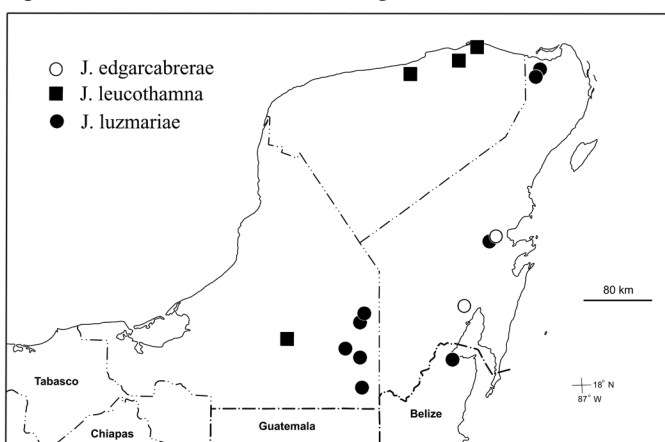 J. edgarcabrerae
J. leucothamna
J. luzmariae
80 km
18° N
87° W
Tabasco
Chiapas
Guatemala
Belize